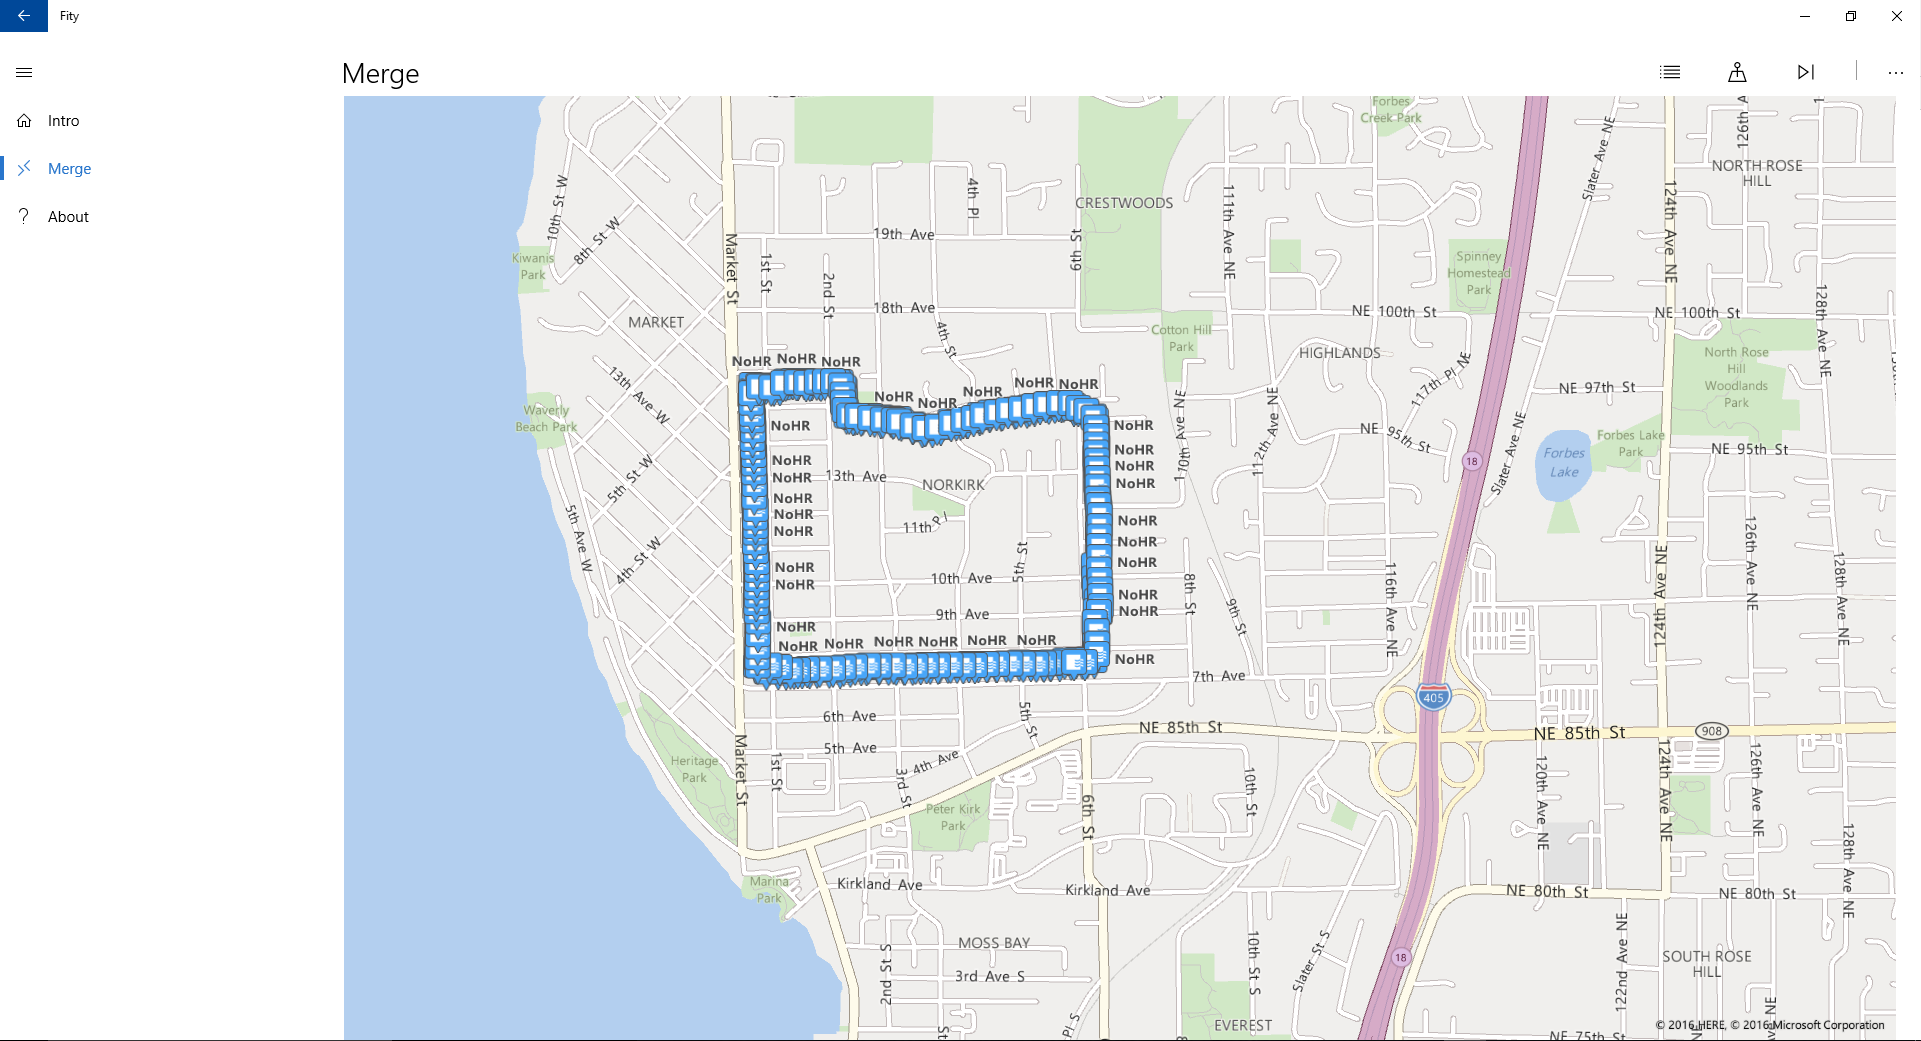 Fity
Merge
Intro
Merge
About
Forbes
Creek Park
126th A
Slater Ave NE
NORTH ROSE
HILL
10th St W
4th Pl
111th Ave NE
124th Ave NE
CRESTWOODS
8th St W
19th Ave
6th St
Market St
1st St
2nd St
Kiwanis
Park
Spinney
Homestead
Park
18th Ave
NE 100th St
NE 100th St
128th Ave NE
MARKET
4th St
Cotton Hill
Park
HIGHLANDS
North Rose
Hill
Woodlands
Park
NoHR
NoHR
NoHR
13th Ave W
117th Pl NE
NE 97th St
NoHR
NoHR
NoHR
NoHR
NoHR
Waverly
Beach Park
110th Ave NE
112th Ave NE
NoHR
NoHR
NE 95th St
Slater Ave NE
Forbes Lake
Park
NE 95th St
NoHR
NoHR
NoHR
NoHR
NoHR
Forbes
Lake
18
5th St W
13th Ave
NORKIRK
NoHR
NoHR
NoHR
NoHR
5th Ave W
11th Pl
NoHR
NoHR
NoHR
4th St W
5th St
126th Ave NE
128th Ave NE
124th Ave NE
116th Ave NE
NoHR
NoHR
10th Ave
8th St
9th St
NoHR
NoHR
9th Ave
NoHR
NoHR
NoHR
NoHR
NoHR
NoHR
NoHR
NoHR
7th Ave
405
6th Ave
5th St
NE 85th St
NE 85th St
908
Market St
5th Ave
4th Ave
1st St
3rd St
Heritage
Park
10th St
120th Ave NE
124th Ave NE
126th Ave NE
Peter Kirk
Park
6th St
128th Ave NE
Marina
Park
Kirkland Ave
Kirkland Ave
NE 80th St
NE 80th St
MOSS BAY
2nd St S
3rd Ave S
10th St S
Slater St S
18
122nd Ave NE
SOUTH ROSE
HILL
Pl S
EVEREST
NE 75th St
© 2016 HERE, © 2016 Microsoft Corporation